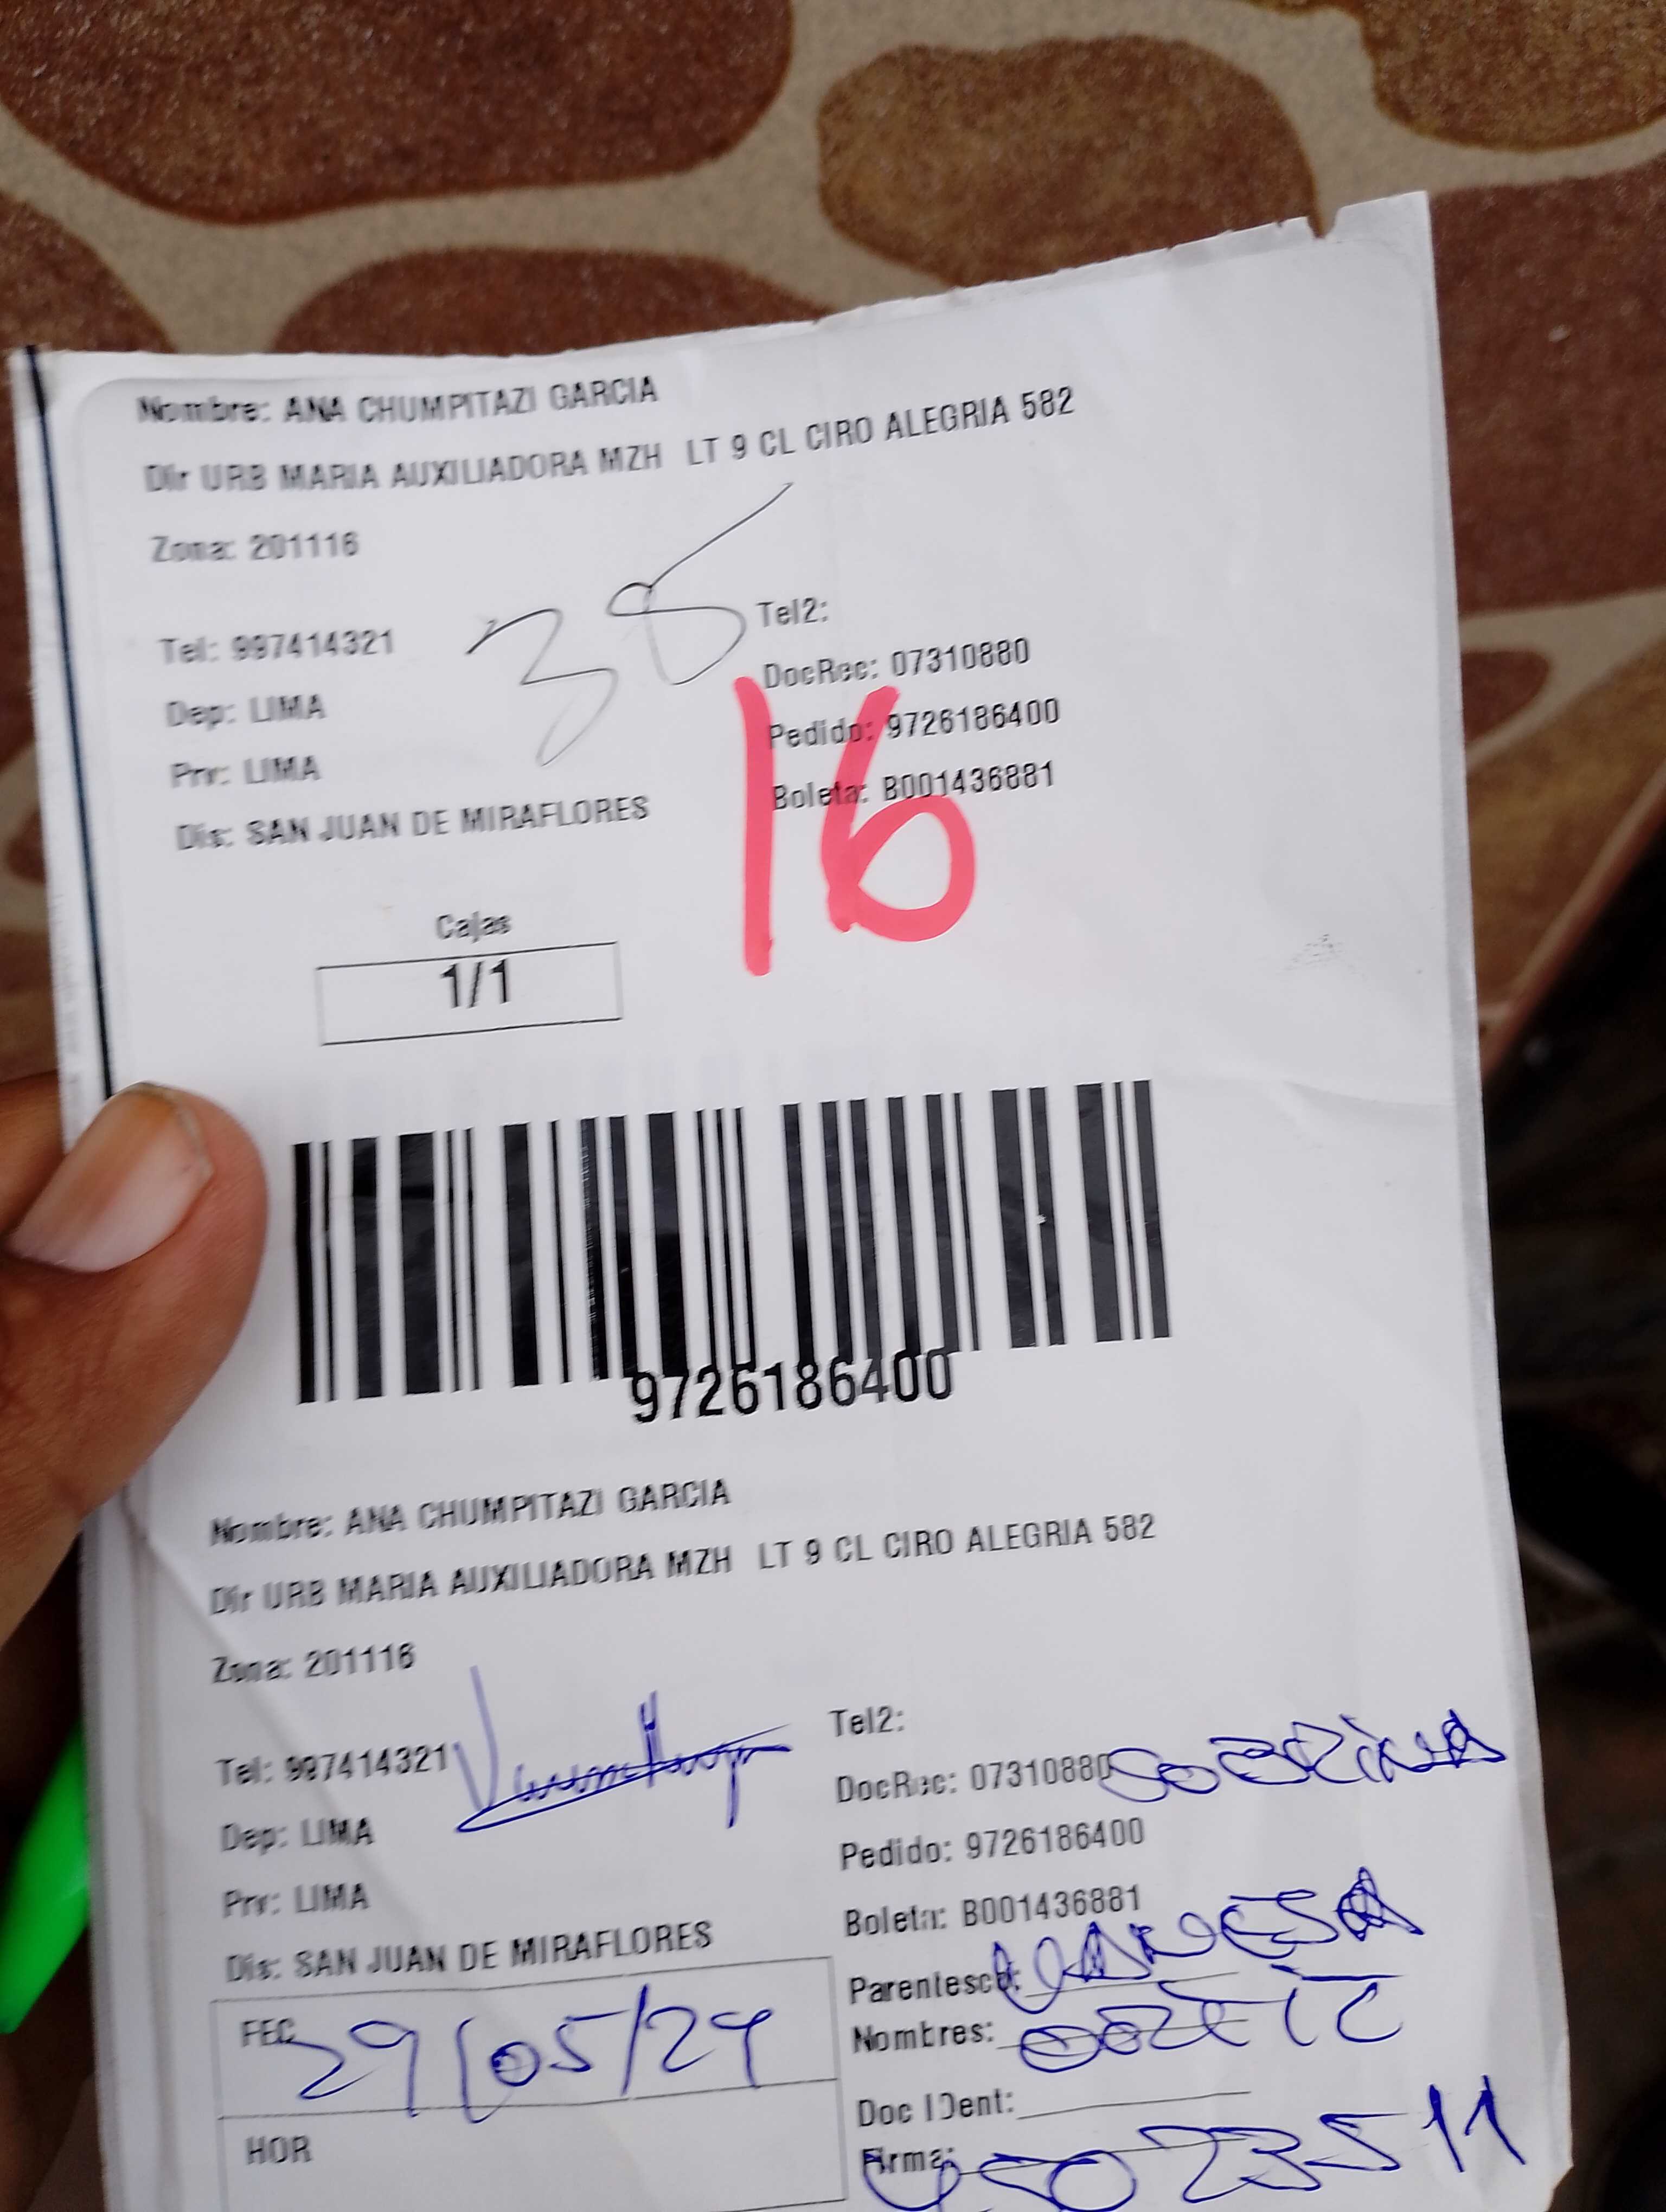 Nombre: ANA CHUMPITAZI GARCIA
Dir URB MARIA AUXILIADORA MZH LT 9 CL CIRO ALEGRIA 582
Zona: 201116
38
Tel: 997414321
Tel2:
DocRec: 07310880
Dep: LIMA
Pedido: 9726186400
Prv: LIMA
Boleta: B001436881
Dis: SAN JUAN DE MIRAFLORES
16
Cajas
1/1
9726186400
Nombre: ANA CHUMPITAZI GARCIA
Dir URB MARIA AUXILIADORA MZH LT 9 CL CIRO ALEGRIA 582
Zona: 201116
Tel: 997414321
Tel2:
DocRec: 07310880 SOBRINA
Dep: LIMA
Pedido: 9726186400
Prv: LIMA
Boleta: B001436881
Dis: SAN JUAN DE MIRAFLORES
Parentesco: VANESA
FEC 29/05/24
Nombres:
Doc IDent:
HOR
Firma: 45023511